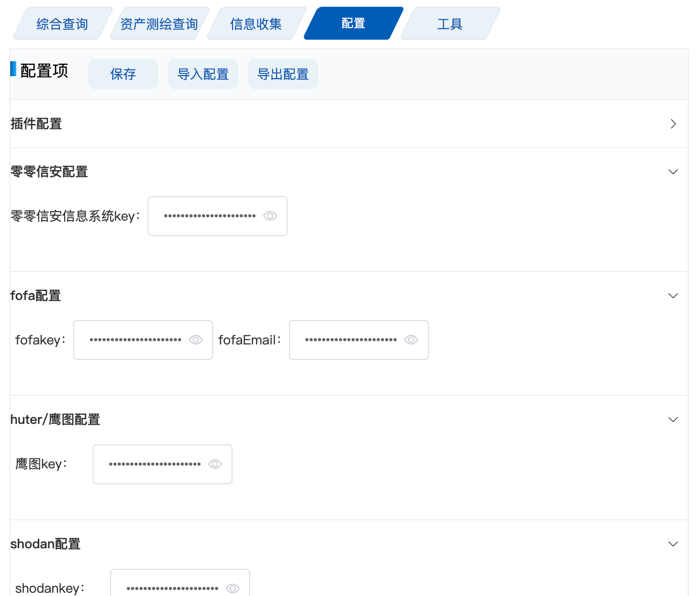 综合查询 资产测绘查询 信息收集 配置 工具
配置项 保存 导入配置 导出配置
插件配置
零零信安配置
零零信安信息系统key：
fofa配置
fofakey： fofaEmail：
huter/鹰图配置
鹰图key：
shodan配置
shodankey：